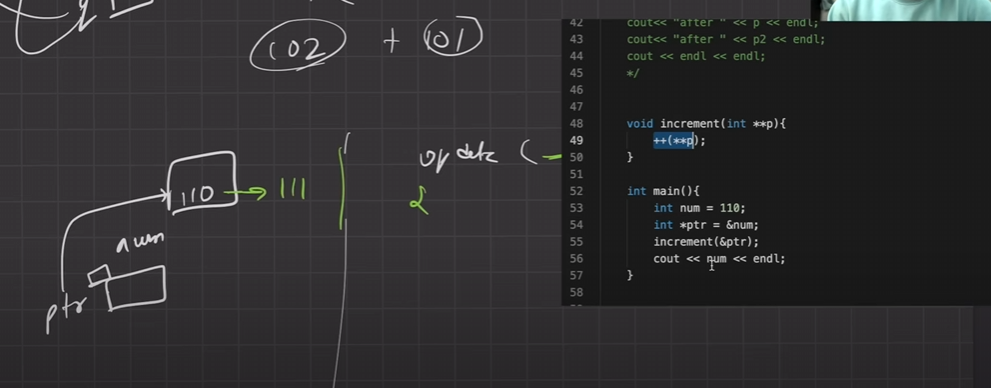 102 + 101
110 → 111
num
ptr
update (
42 cout<< "after " << p << endl;
43 cout<< "after " << p2 << endl;
44 cout << endl << endl;
45 */
46
47
48 void increment(int **p){
49 ++(**p);
50 }
51
52 int main(){
53 int num = 110;
54 int *ptr = &num;
55 increment(&ptr);
56 cout << num << endl;
57 }
58